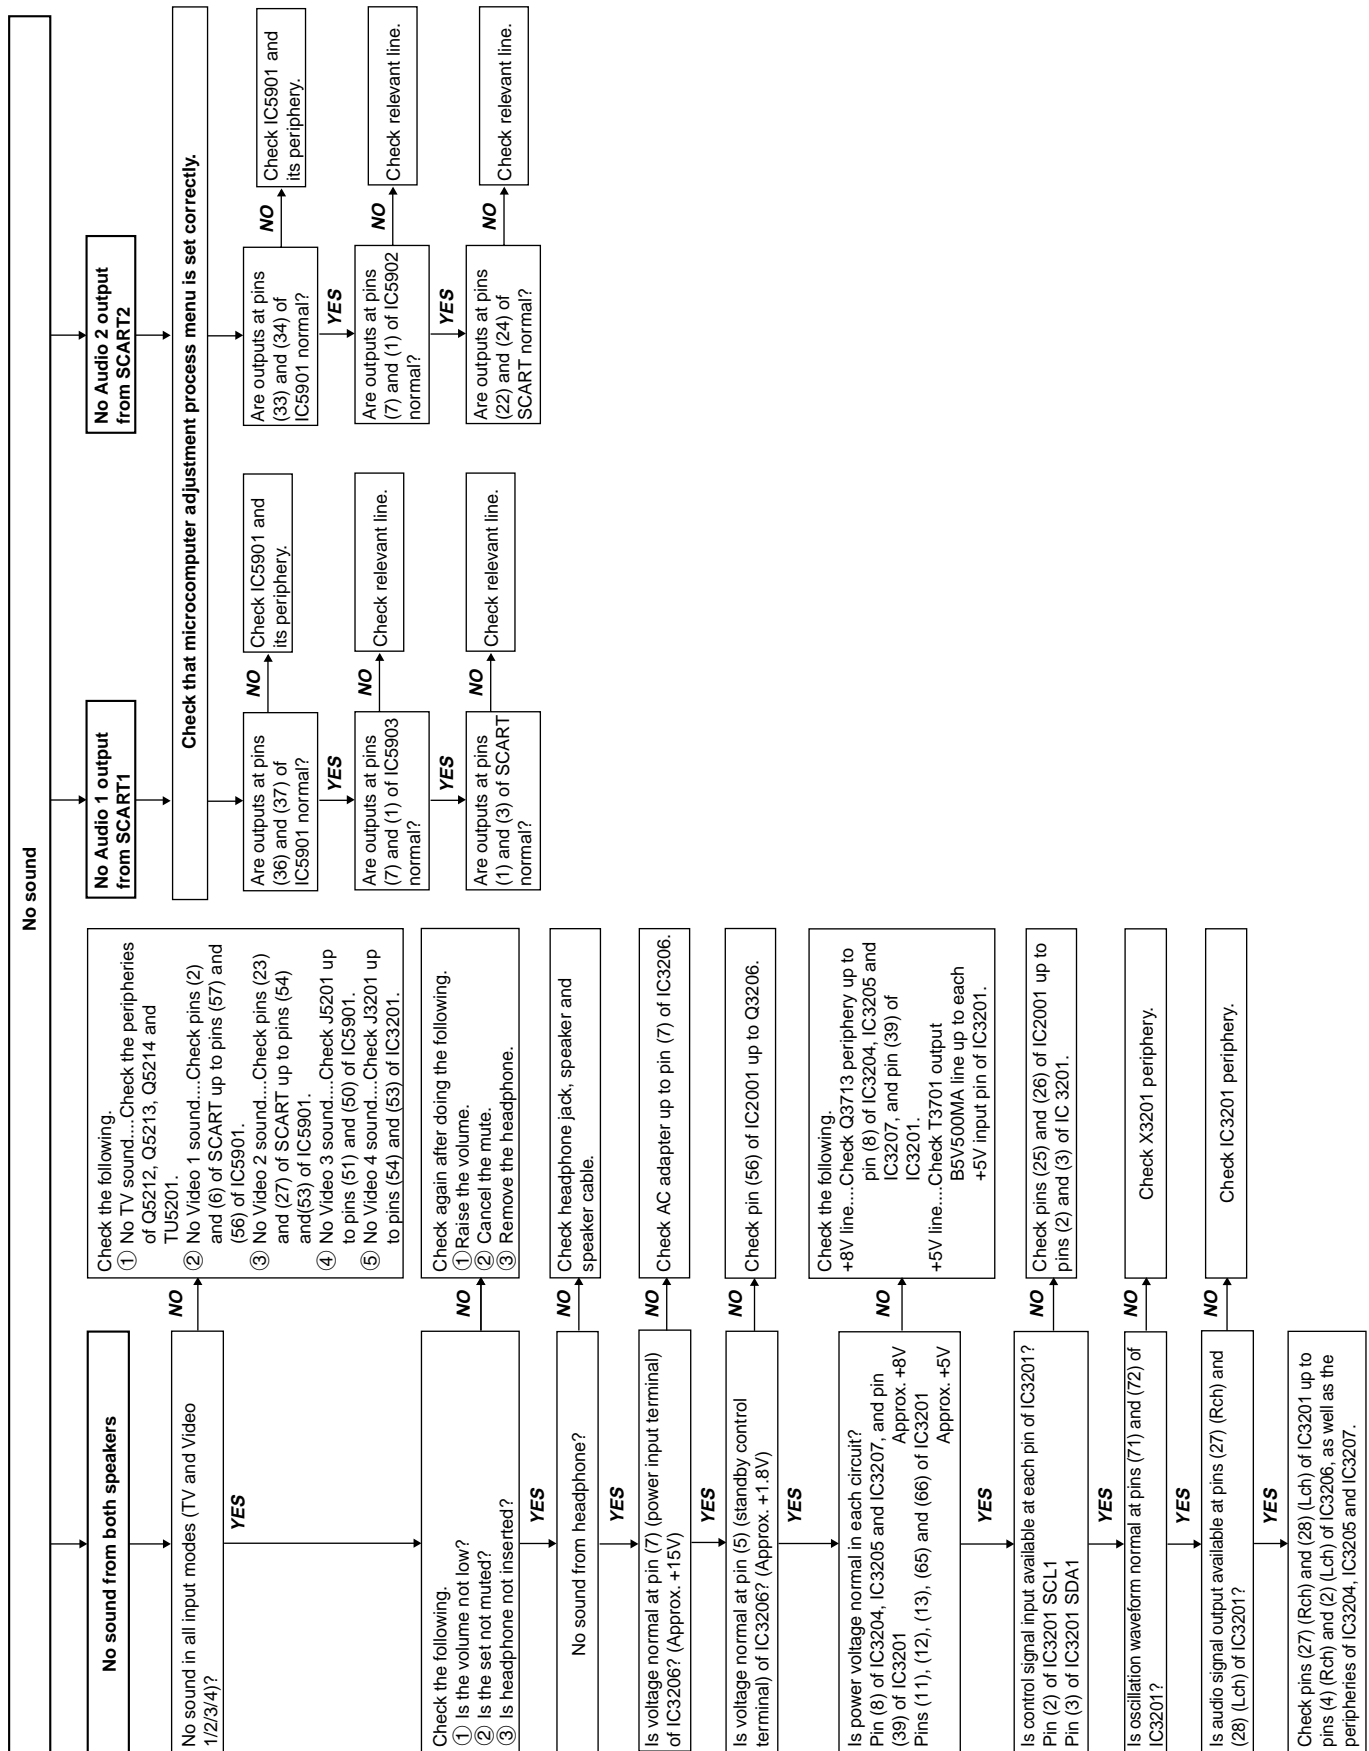 No sound
No sound from both speakers
No sound in all input modes (TV and Video
1/2/3/4)?
NO
Check the following.
① No TV sound....Check the peripheries
of Q5212, Q5213, Q5214 and
TU5201.
② No Video 1 sound....Check pins (2)
and (6) of SCART up to pins (57) and
(56) of IC5901.
③ No Video 2 sound....Check pins (23)
and (27) of SCART up to pins (54)
and(53) of IC5901.
④ No Video 3 sound....Check J5201 up
to pins (51) and (50) of IC5901.
⑤ No Video 4 sound....Check J3201 up
to pins (54) and (53) of IC3201.
YES
Check the following.
① Is the volume not low?
② Is the set not muted?
③ Is headphone not inserted?
NO
Check again after doing the following.
① Raise the volume.
② Cancel the mute.
③ Remove the headphone.
YES
No sound from headphone?
NO
Check headphone jack, speaker and
speaker cable.
YES
Is voltage normal at pin (7) (power input terminal)
of IC3206? (Approx. +15V)
NO
Check AC adapter up to pin (7) of IC3206.
YES
Is voltage normal at pin (5) (standby control
terminal) of IC3206? (Approx. +1.8V)
NO
Check pin (56) of IC2001 up to Q3206.
YES
Is power voltage normal in each circuit?
Pin (8) of IC3204, IC3205 and IC3207, and pin
(39) of IC3201 Approx. +8V
Pins (11), (12), (13), (65) and (66) of IC3201
Approx. +5V
NO
Check the following.
+8V line....Check Q3713 periphery up to
pin (8) of IC3204, IC3205 and
IC3207, and pin (39) of
IC3201.
+5V line....Check T3701 output
B5V500MA line up to each
+5V input pin of IC3201.
YES
Is control signal input available at each pin of IC3201?
Pin (2) of IC3201 SCL1
Pin (3) of IC3201 SDA1
NO
Check pins (25) and (26) of IC2001 up to
pins (2) and (3) of IC 3201.
YES
Is oscillation waveform normal at pins (71) and (72) of
IC3201?
NO
Check X3201 periphery.
YES
Is audio signal output available at pins (27) (Rch) and
(28) (Lch) of IC3201?
NO
Check IC3201 periphery.
YES
Check pins (27) (Rch) and (28) (Lch) of IC3201 up to
pins (4) (Rch) and (2) (Lch) of IC3206, as well as the
peripheries of IC3204, IC3205 and IC3207.
No Audio 1 output
from SCART1
No Audio 2 output
from SCART2
Check that microcomputer adjustment process menu is set correctly.
Are outputs at pins
(36) and (37) of
IC5901 normal?
NO
Check IC5901 and
its periphery.
YES
Are outputs at pins
(7) and (1) of IC5903
normal?
NO
Check relevant line.
YES
Are outputs at pins
(1) and (3) of SCART
normal?
NO
Check relevant line.
Are outputs at pins
(33) and (34) of
IC5901 normal?
NO
Check IC5901 and
its periphery.
YES
Are outputs at pins
(7) and (1) of IC5902
normal?
NO
Check relevant line.
YES
Are outputs at pins
(22) and (24) of
SCART normal?
NO
Check relevant line.